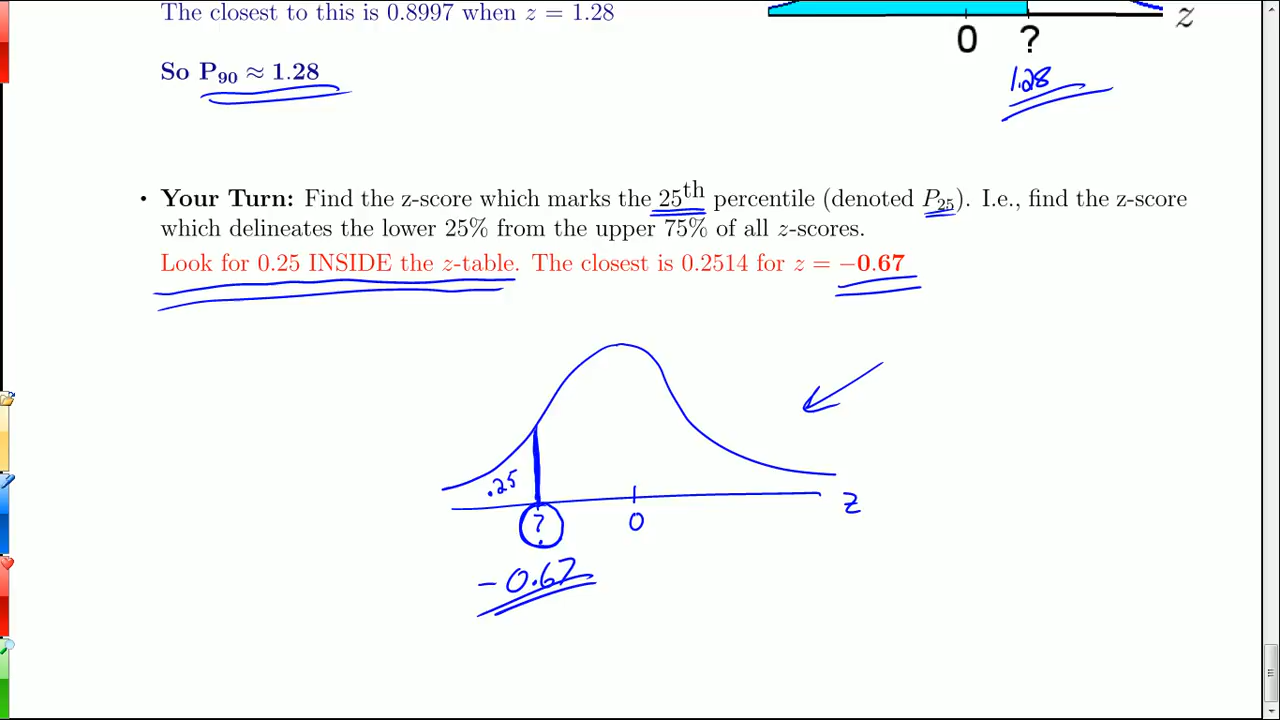 The closest to this is 0.8997 when z = 1.28
z
0 ?
So P90 ≈ 1.28
1.28
• Your Turn: Find the z-score which marks the 25th percentile (denoted P25). I.e., find the z-score
which delineates the lower 25% from the upper 75% of all z-scores.
Look for 0.25 INSIDE the z-table. The closest is 0.2514 for z = −0.67
.25
z
? 0
−0.67